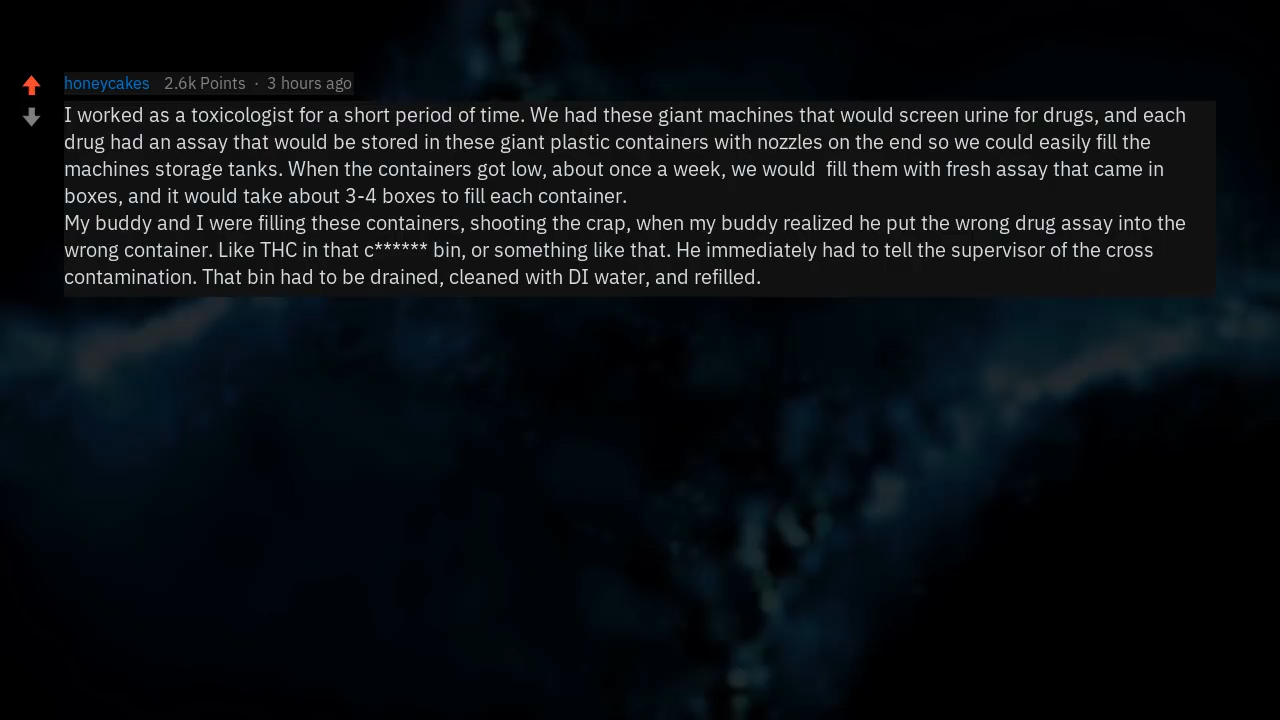 honeycakes 2.6k Points · 3 hours ago
I worked as a toxicologist for a short period of time. We had these giant machines that would screen urine for drugs, and each
drug had an assay that would be stored in these giant plastic containers with nozzles on the end so we could easily fill the
machines storage tanks. When the containers got low, about once a week, we would  fill them with fresh assay that came in
boxes, and it would take about 3-4 boxes to fill each container.
My buddy and I were filling these containers, shooting the crap, when my buddy realized he put the wrong drug assay into the
wrong container. Like THC in that c****** bin, or something like that. He immediately had to tell the supervisor of the cross
contamination. That bin had to be drained, cleaned with DI water, and refilled.